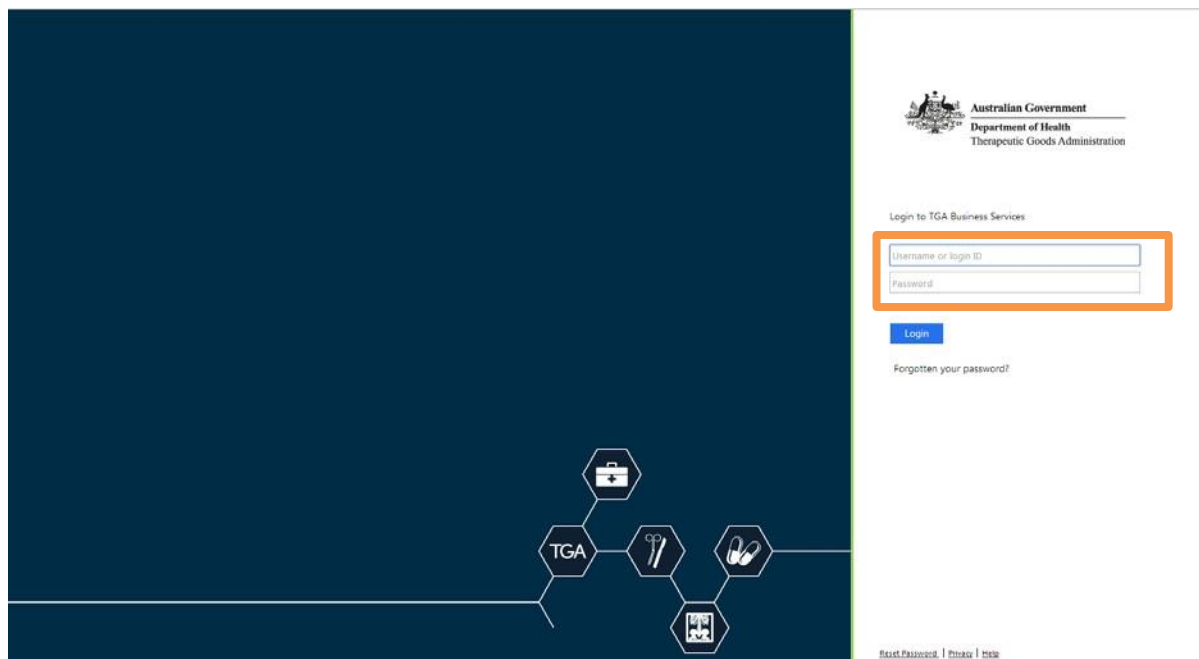 Australian Government
Department of Health
Therapeutic Goods Administration
Login to TGA Business Services
Username or login ID
Password
Login
Forgotten your password?
TGA
Reset Password | Privacy | Help